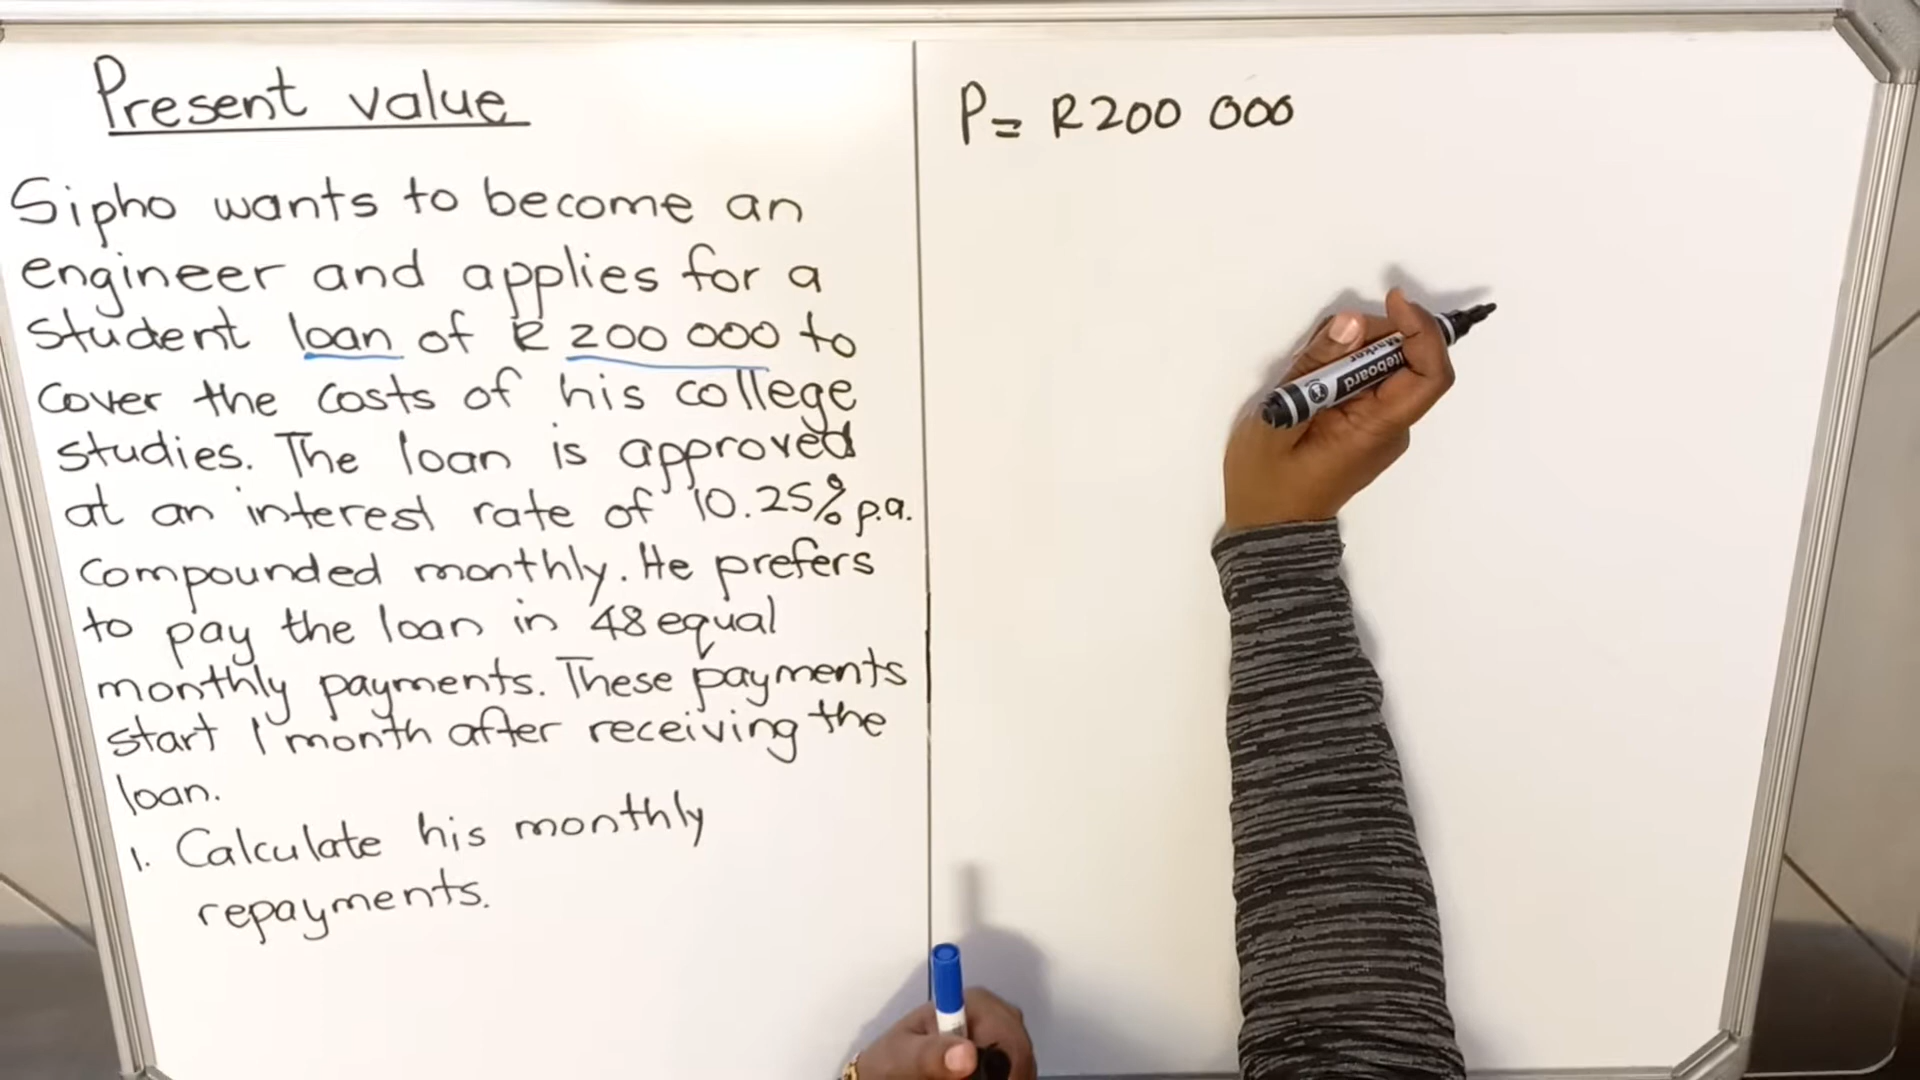 Present value
Sipho wants to become an
engineer and applies for a
student loan of R 200 000 to
cover the costs of his college
studies. The loan is approved
at an interest rate of 10.25% p.a.
compounded monthly. He prefers
to pay the loan in 48 equal
monthly payments. These payments
start 1 month after receiving the
loan.
1. Calculate his monthly
repayments.
P = R200 000
iteboard
Marker